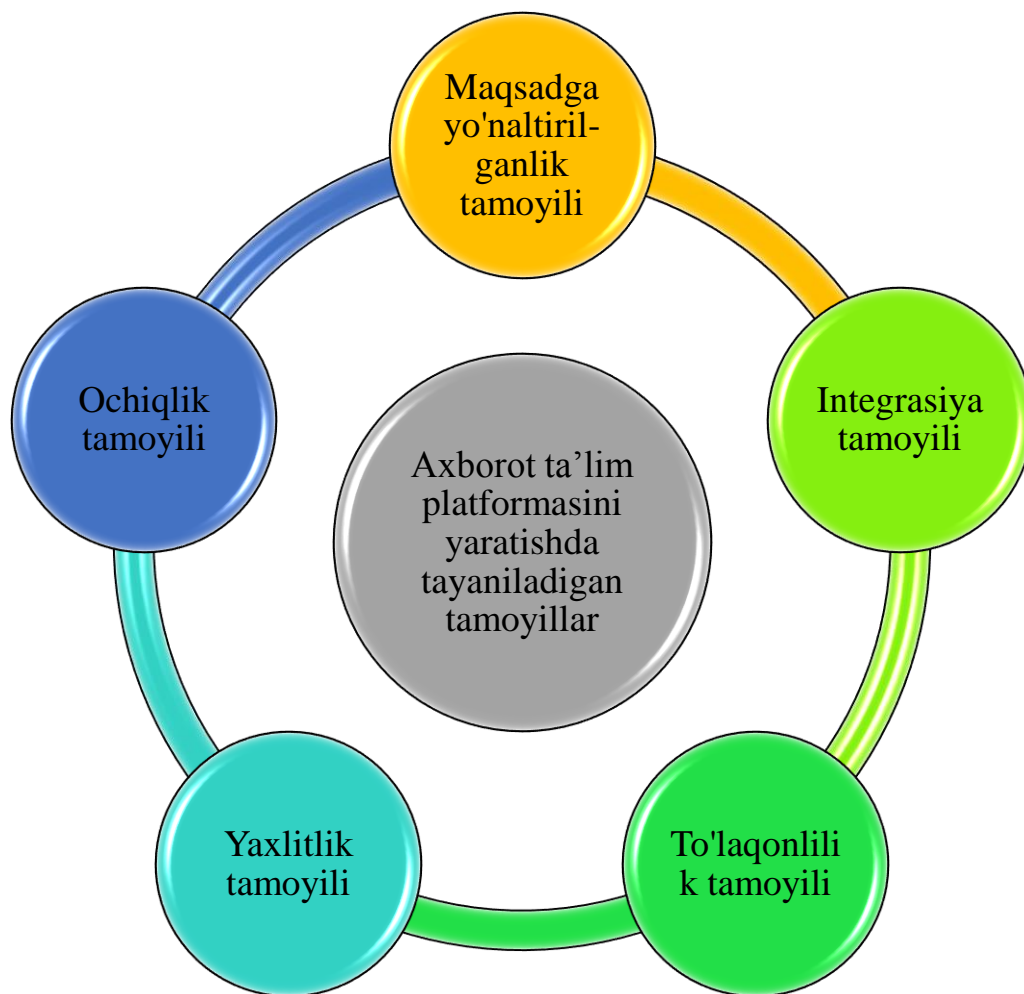 Maqsadga
yo'naltiril-
ganlik
tamoyili
Ochiqlik
tamoyili
Integrasiya
tamoyili
Axborot ta’lim
platformasini
yaratishda
tayaniladigan
tamoyillar
Yaxlitlik
tamoyili
To'laqonlili
k tamoyili